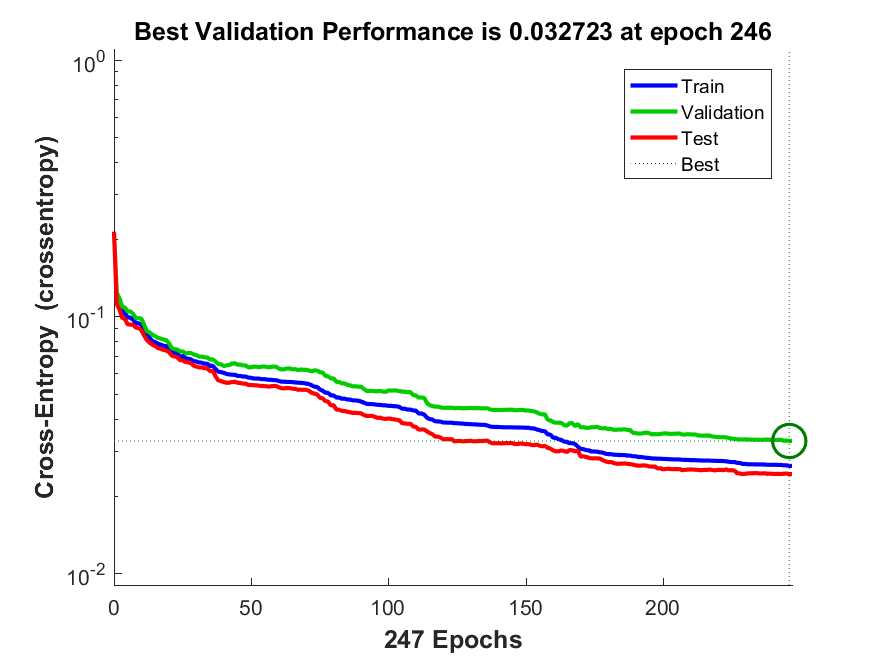 Best Validation Performance is 0.032723 at epoch 246
Cross-Entropy (crossentropy)
10^0
10^-1
10^-2
Train
Validation
Test
Best
0 50 100 150 200
247 Epochs